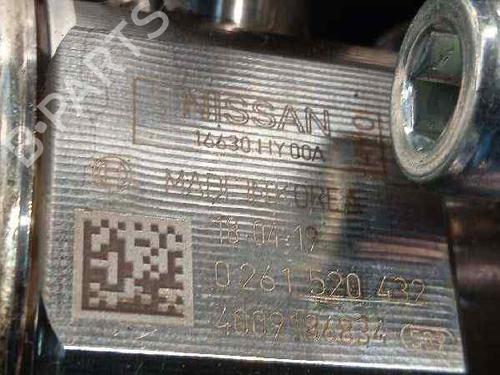 B-PARTS
NISSAN
16630 HY00A
MADE IN KOREA
18-04-19
0 261 520 432
4009186834